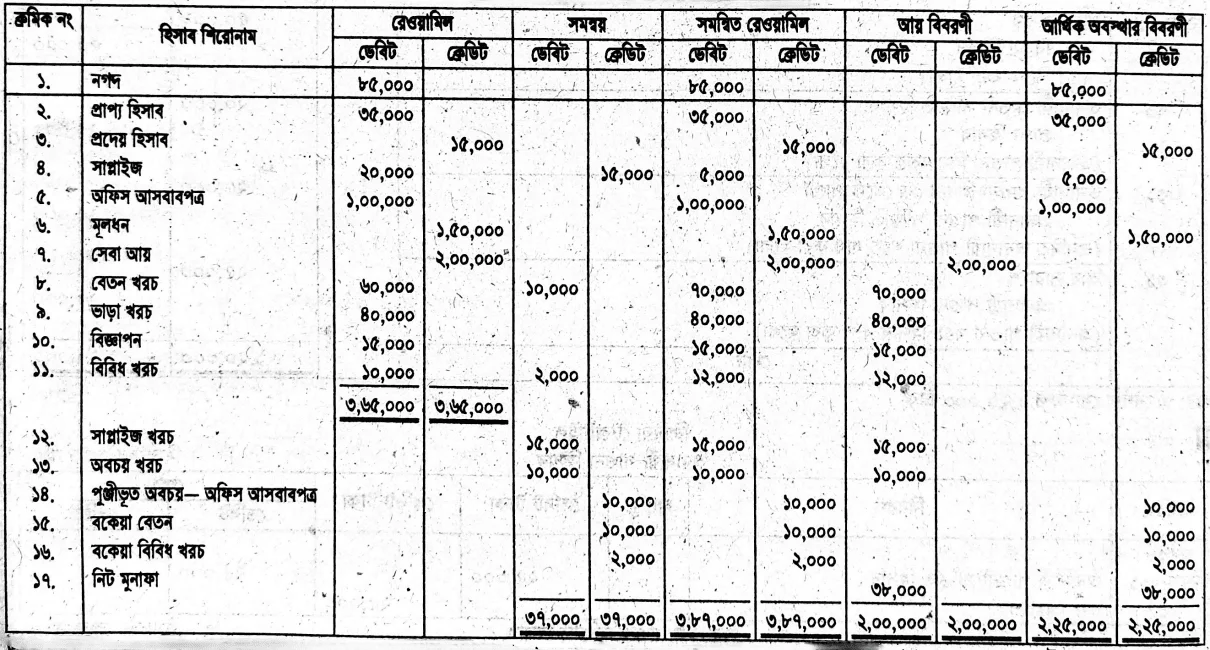 ক্রমিক নং হিসাব শিরোনাম রেওয়ামিল সমন্বয় সমন্বিত রেওয়ামিল আয় বিবরণী আর্থিক অবস্থার বিবরণী
ডেবিট ক্রেডিট ডেবিট ক্রেডিট ডেবিট ক্রেডিট ডেবিট ক্রেডিট ডেবিট ক্রেডিট
১. নগদ ৮৫,০০০ ৮৫,০০০ ৮৫,০০০
২. প্রাপ্য হিসাব ৩৫,০০০ ৩৫,০০০ ৩৫,০০০
৩. প্রদেয় হিসাব ১৫,০০০ ১৫,০০০ ১৫,০০০
৪. সাপ্লাইজ ২০,০০০ ১৫,০০০ ৫,০০০ ৫,০০০
৫. অফিস আসবাবপত্র ১,০০,০০০ ১,০০,০০০ ১,০০,০০০
৬. মূলধন ১,৫০,০০০ ১,৫০,০০০ ১,৫০,০০০
৭. সেবা আয় ২,০০,০০০ ২,০০,০০০ ২,০০,০০০
৮. বেতন খরচ ৬০,০০০ ১০,০০০ ৭০,০০০ ৭০,০০০
৯. ভাড়া খরচ ৪০,০০০ ৪০,০০০ ৪০,০০০
১০. বিজ্ঞাপন ১৫,০০০ ১৫,০০০ ১৫,০০০
১১. বিবিধ খরচ ১০,০০০ ২,০০০ ১২,০০০ ১২,০০০
৩,৬৫,০০০ ৩,৬৫,০০০
১২. সাপ্লাইজ খরচ ১৫,০০০ ১৫,০০০ ১৫,০০০
১৩. অবচয় খরচ ১০,০০০ ১০,০০০ ১০,০০০
১৪. পুঞ্জীভূত অবচয়— অফিস আসবাবপত্র ১০,০০০ ১০,০০০ ১০,০০০
১৫. বকেয়া বেতন ১০,০০০ ১০,০০০ ১০,০০০
১৬. বকেয়া বিবিধ খরচ ২,০০০ ২,০০০ ২,০০০
১৭. নিট মুনাফা ৩৮,০০০ ৩৮,০০০
৩৭,০০০ ৩৭,০০০ ৩,৮৭,০০০ ৩,৮৭,০০০ ২,০০,০০০ ২,০০,০০০ ২,২৫,০০০ ২,২৫,০০০